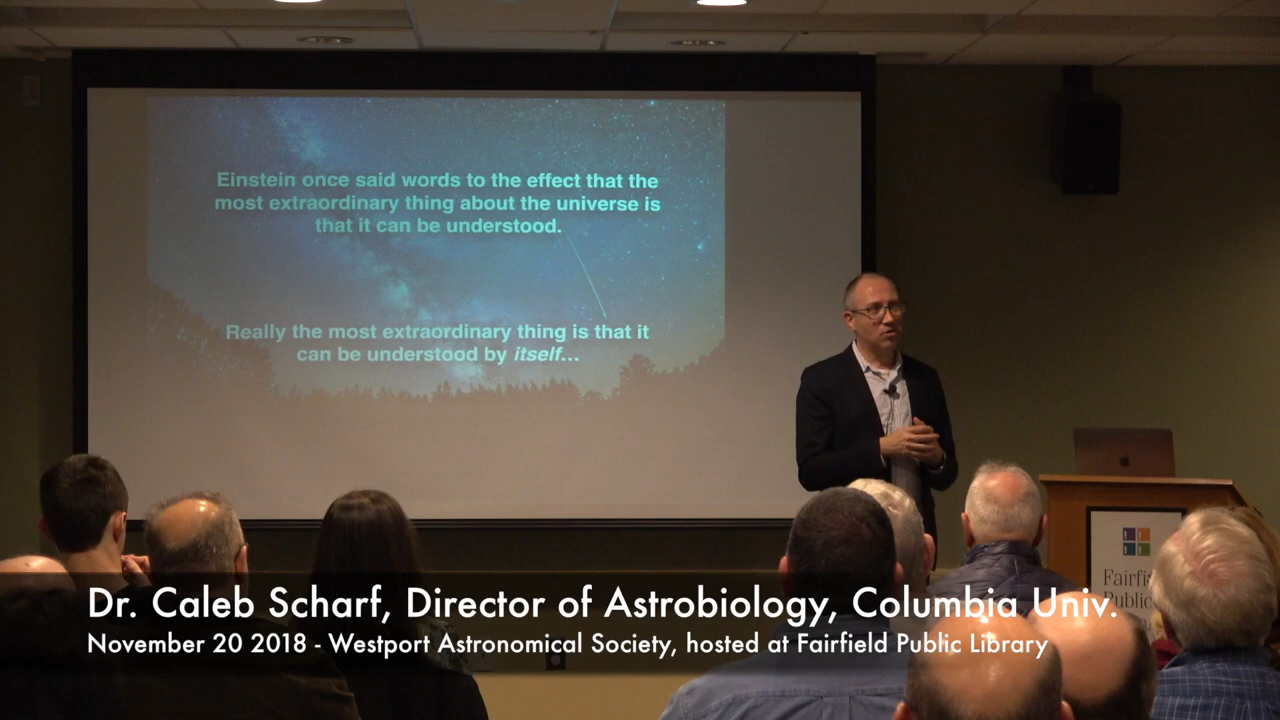 Einstein once said words to the effect that the
most extraordinary thing about the universe is
that it can be understood.
Really the most extraordinary thing is that it
can be understood by itself...
Fairfi
Public
Dr. Caleb Scharf, Director of Astrobiology, Columbia Univ.
November 20 2018 - Westport Astronomical Society, hosted at Fairfield Public Library